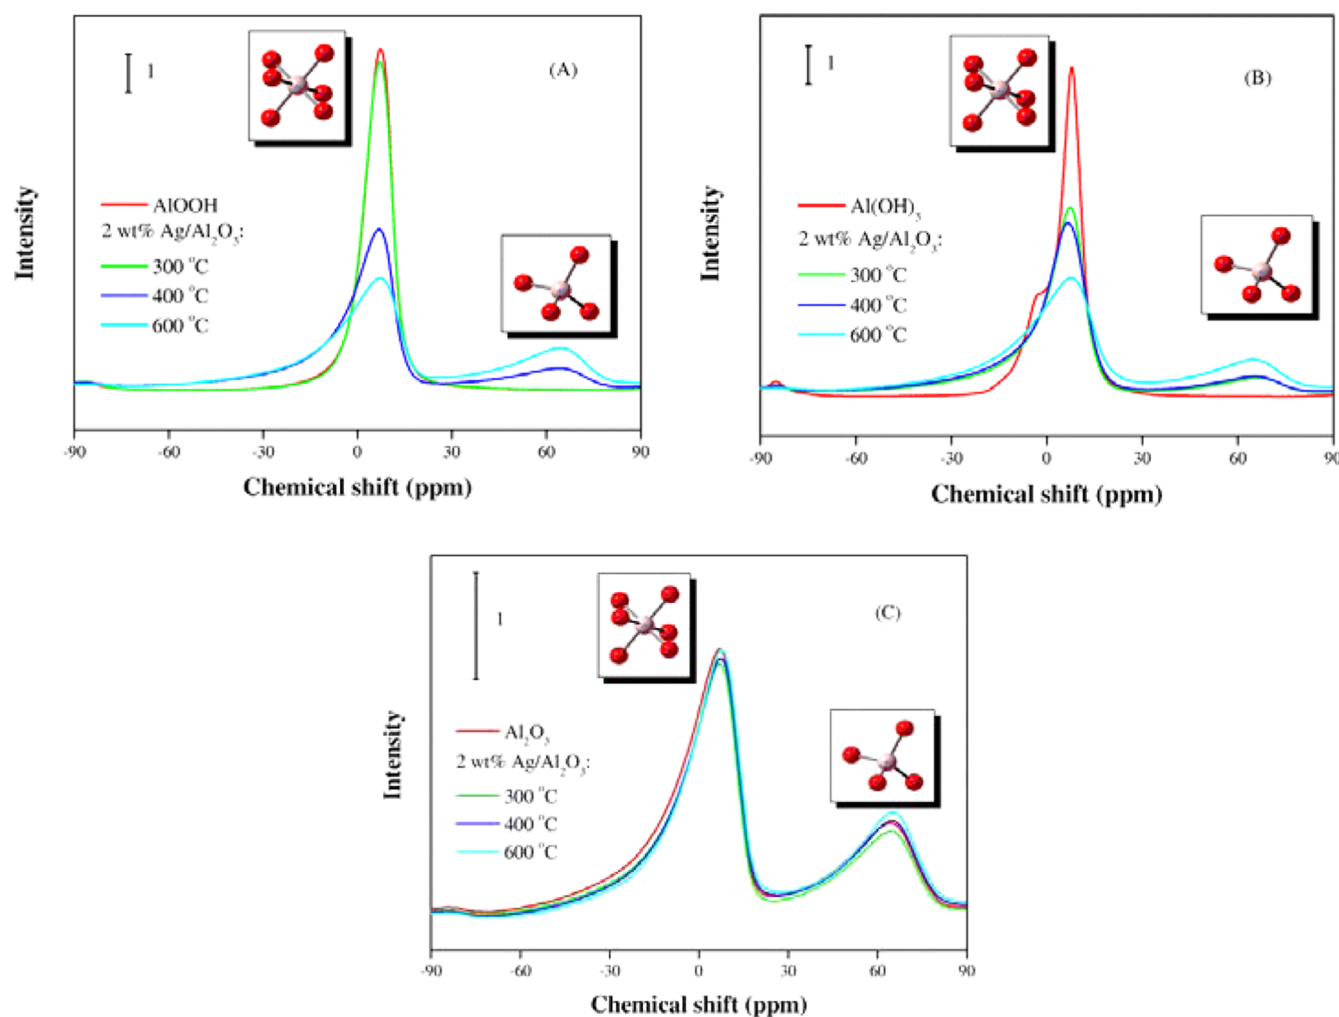 1
(A)
AlOOH
2 wt% Ag/Al₂O₃:
300 °C
400 °C
600 °C
Intensity
-90 -60 -30 0 30 60 90
Chemical shift (ppm)
1
(B)
Al(OH)₃
2 wt% Ag/Al₂O₃:
300 °C
400 °C
600 °C
Intensity
-90 -60 -30 0 30 60 90
Chemical shift (ppm)
1
(C)
Al₂O₃
2 wt% Ag/Al₂O₃:
300 °C
400 °C
600 °C
Intensity
-90 -60 -30 0 30 60 90
Chemical shift (ppm)